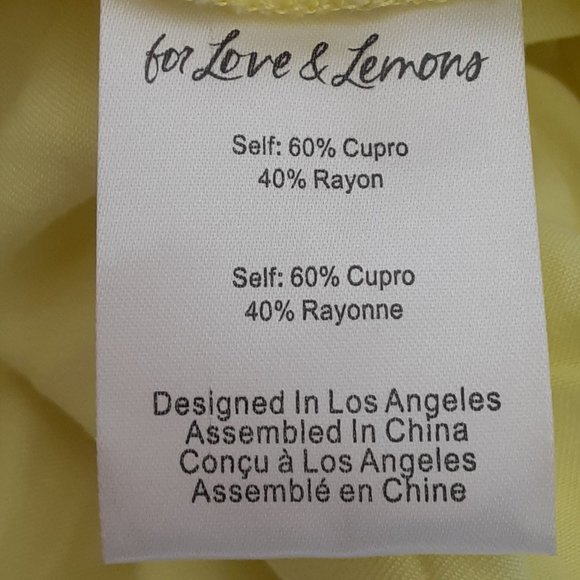 for Love & Lemons
Self: 60% Cupro
40% Rayon
Self: 60% Cupro
40% Rayonne
Designed In Los Angeles
Assembled In China
Conçu à Los Angeles
Assemblé en Chine